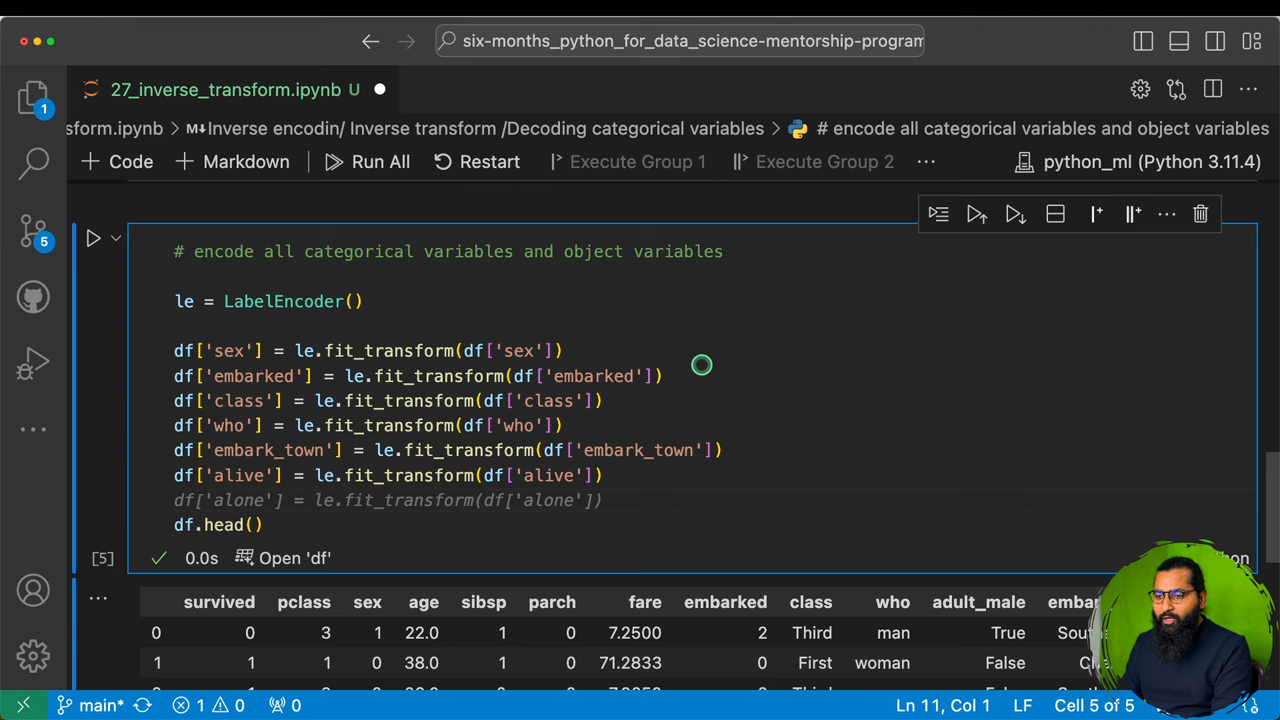 six-months_python_for_data_science-mentorship-program
27_inverse_transform.ipynb U
1
sform.ipynb > M↓Inverse encodin/ Inverse transform /Decoding categorical variables > # encode all categorical variables and object variables
+ Code + Markdown Run All Restart Execute Group 1 Execute Group 2 ... python_ml (Python 3.11.4)
5
# encode all categorical variables and object variables
le = LabelEncoder()
df['sex'] = le.fit_transform(df['sex'])
df['embarked'] = le.fit_transform(df['embarked'])
df['class'] = le.fit_transform(df['class'])
df['who'] = le.fit_transform(df['who'])
df['embark_town'] = le.fit_transform(df['embark_town'])
df['alive'] = le.fit_transform(df['alive'])
df['alone'] = le.fit_transform(df['alone'])
df.head()
[5] 0.0s Open 'df'
survived pclass sex age sibsp parch fare embarked class who adult_male
0 0 3 1 22.0 1 0 7.2500 2 Third man True
1 1 1 0 38.0 1 0 71.2833 0 First woman False
main* 1 0 0 Ln 11, Col 1 LF Cell 5 of 5